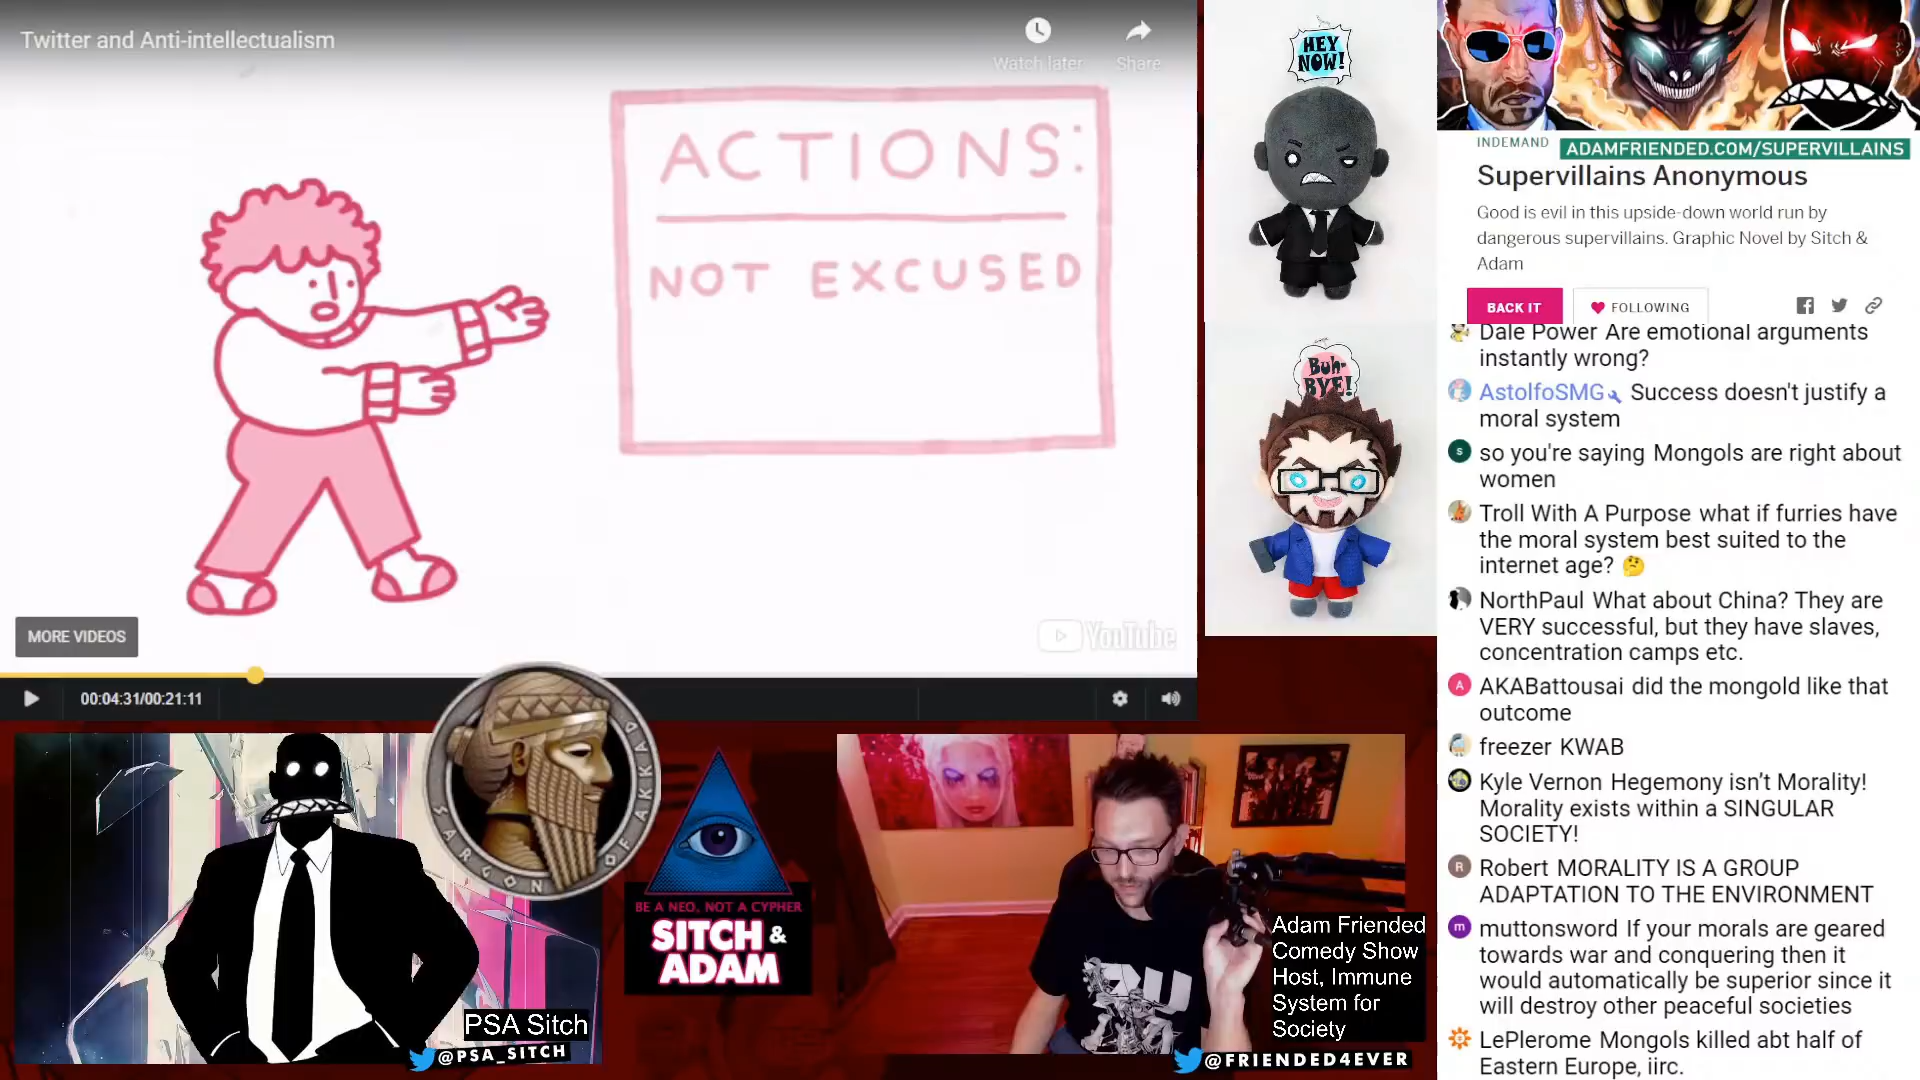 Twitter and Anti-intellectualism
Watch later
Share
ACTIONS:
NOT EXCUSED
MORE VIDEOS
YouTube
00:04:31/00:21:11
HEY
NOW!
Buh-
BYE!
INDEMAND
ADAMFRIENDED.COM/SUPERVILLAINS
Supervillains Anonymous
Good is evil in this upside-down world run by
dangerous supervillains. Graphic Novel by Sitch &
Adam
BACK IT
FOLLOWING
Dale Power Are emotional arguments
instantly wrong?
AstolfoSMG Success doesn't justify a
moral system
s so you're saying Mongols are right about
women
Troll With A Purpose what if furries have
the moral system best suited to the
internet age? 🤔
NorthPaul What about China? They are
VERY successful, but they have slaves,
concentration camps etc.
A AKABattousai did the mongold like that
outcome
freezer KWAB
Kyle Vernon Hegemony isn’t Morality!
Morality exists within a SINGULAR
SOCIETY!
R Robert MORALITY IS A GROUP
ADAPTATION TO THE ENVIRONMENT
m muttonsword If your morals are geared
towards war and conquering then it
would automatically be superior since it
will destroy other peaceful societies
LePlerome Mongols killed abt half of
Eastern Europe, iirc.
SARGON OF AKKAD
BE A NEO, NOT A CYPHER
SITCH &
ADAM
PSA Sitch
@PSA_SITCH
Adam Friended
Comedy Show
Host, Immune
System for
Society
@FRIENDED4EVER